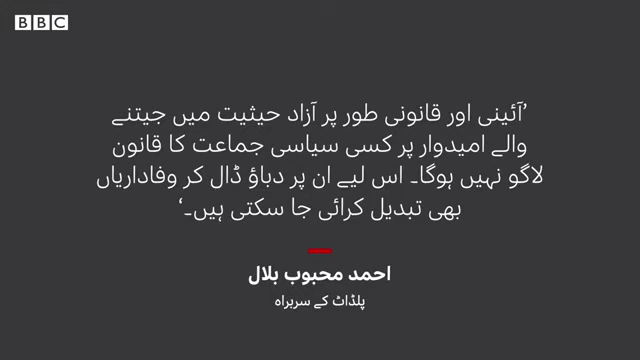 BBC
’آئینی اور قانونی طور پر آزاد حیثیت میں جیتنے
والے امیدوار پر کسی سیاسی جماعت کا قانون
لاگو نہیں ہوگا۔ اس لیے ان پر دباؤ ڈال کر وفاداریاں
بھی تبدیل کرائی جا سکتی ہیں۔‘
احمد محبوب بلال
پلڈاٹ کے سربراہ